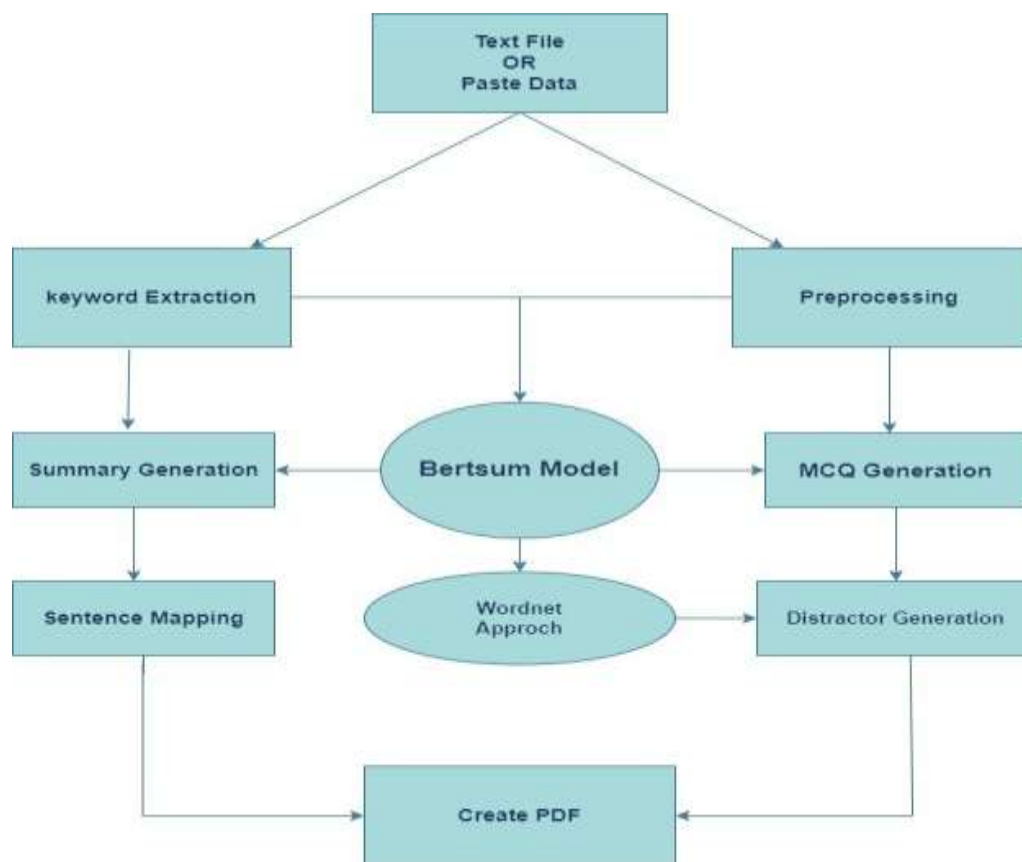 Text File
OR
Paste Data
keyword Extraction
Preprocessing
Summary Generation
Bertsum Model
MCQ Generation
Sentence Mapping
Wordnet
Approch
Distractor Generation
Create PDF